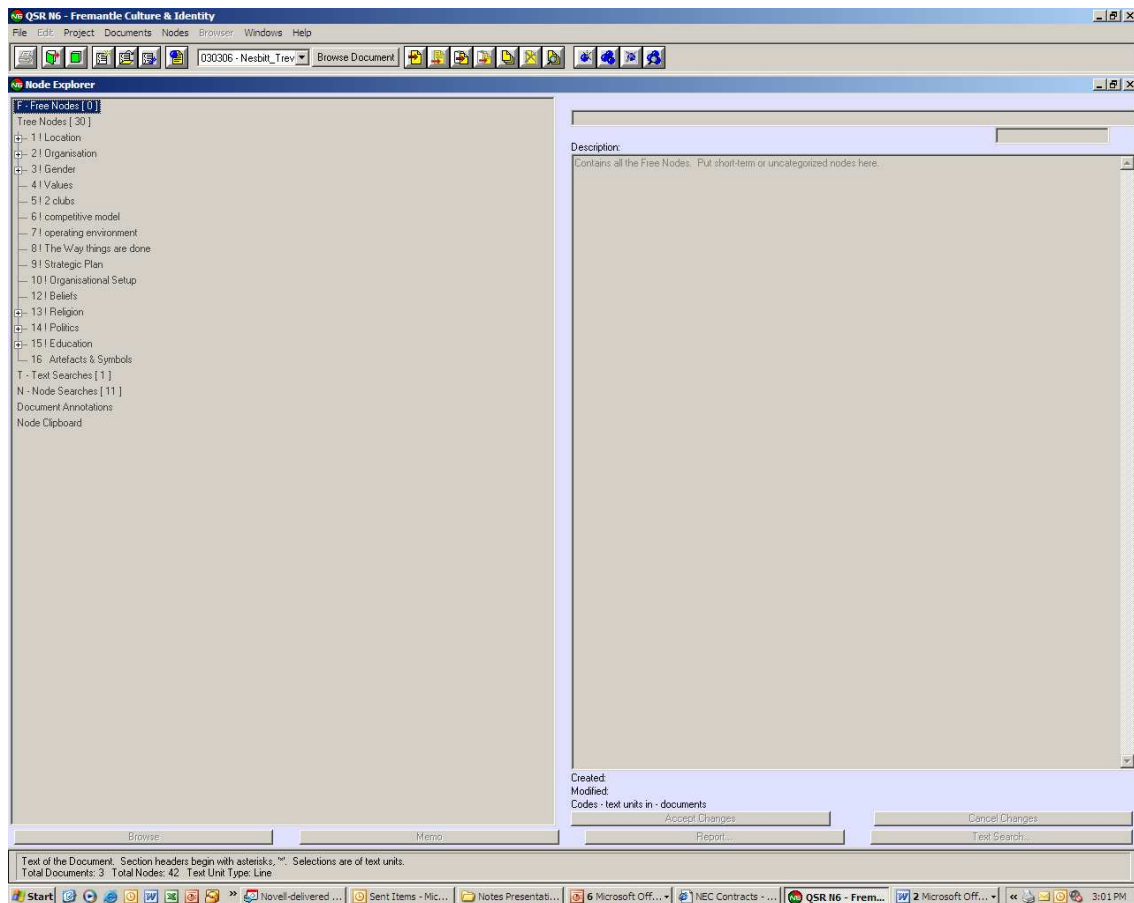 QSR N6 - Fremantle Culture & Identity
File Edit Project Documents Nodes Browser Windows Help
030306 - Nesbitt_Trev Browse Document
Node Explorer
F - Free Nodes [ 0 ]
Tree Nodes [ 30 ]
1 ! Location
2 ! Organisation
3 ! Gender
4 ! Values
5 ! 2 clubs
6 ! competitive model
7 ! operating environment
8 ! The Way things are done
9 ! Strategic Plan
10 ! Organisational Setup
12 ! Beliefs
13 ! Religion
14 ! Politics
15 ! Education
16 Artefacts & Symbols
T - Text Searches [ 1 ]
N - Node Searches [ 11 ]
Document Annotations
Node Clipboard
Description:
Contains all the Free Nodes. Put short-term or uncategorized nodes here.
Created:
Modified:
Codes - text units in - documents
Accept Changes Cancel Changes
Browse Memo Report... Text Search...
Text of the Document. Section headers begin with asterisks, "*". Selections are of text units.
Total Documents: 3 Total Nodes: 42 Text Unit Type: Line
Start » Novell-delivered ... Sent Items - Mic... Notes Presentati... 6 Microsoft Off... NEC Contracts - ... QSR N6 - Frem... 2 Microsoft Off... « 3:01 PM